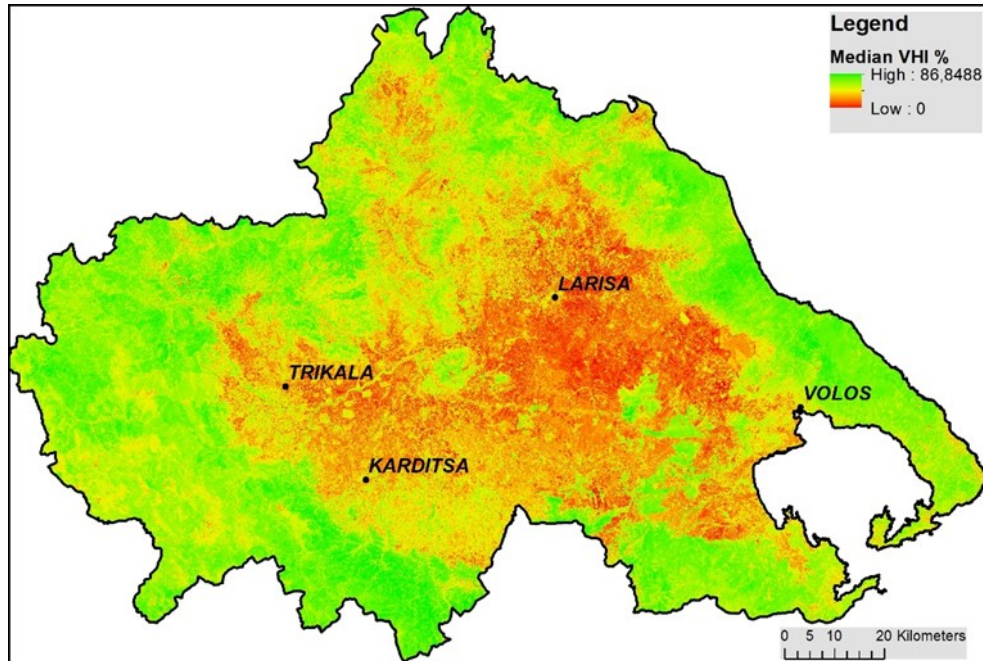 Legend
Median VHI %
High : 86,8488
Low : 0
LARISA
TRIKALA
VOLOS
KARDITSA
0 5 10 20 Kilometers